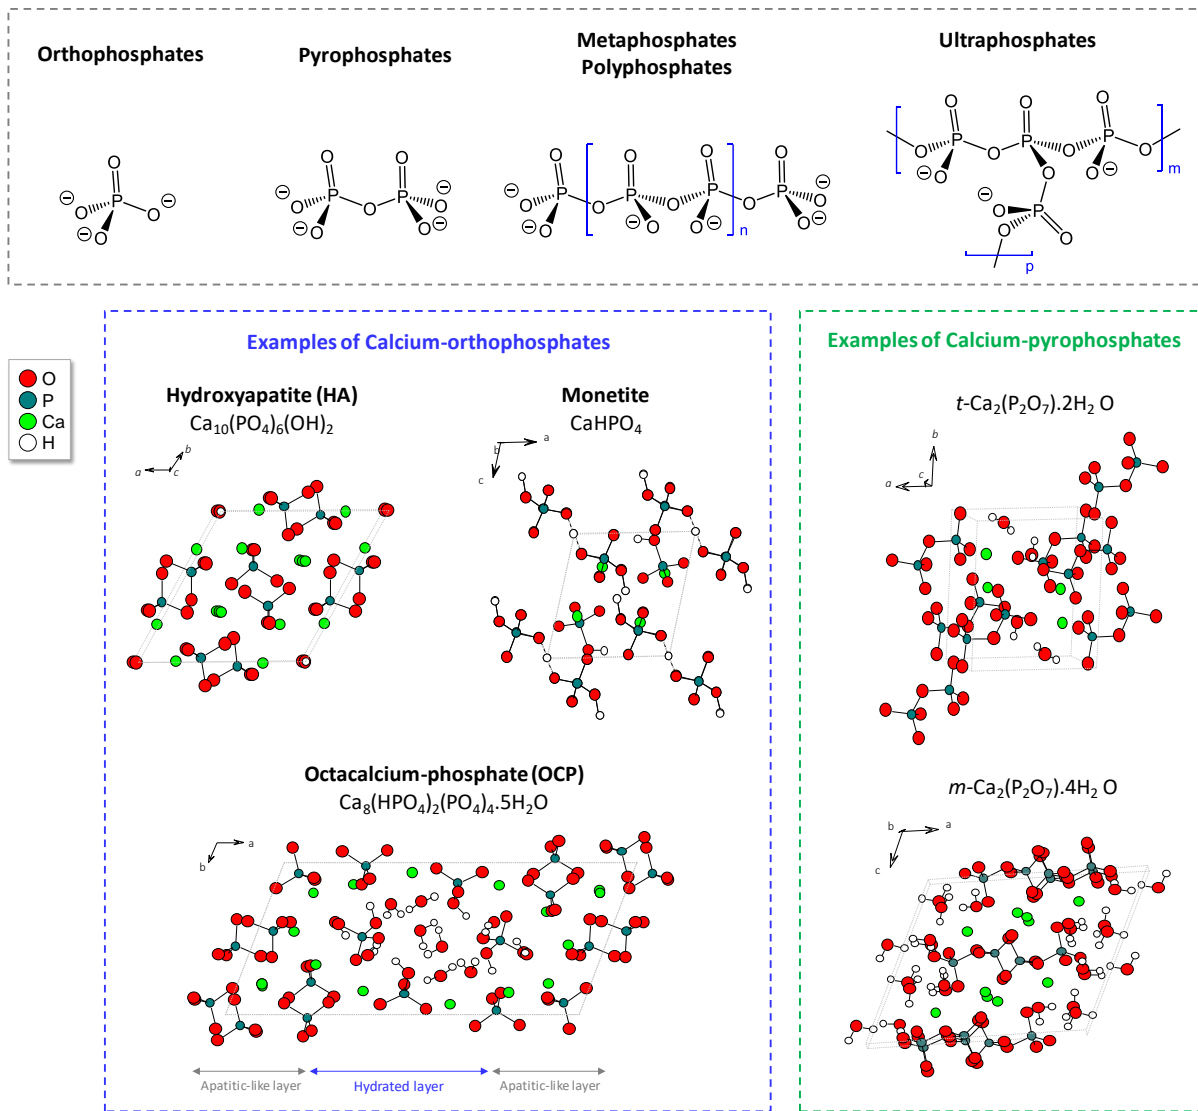 Orthophosphates
Pyrophosphates
Metaphosphates
Polyphosphates
Ultraphosphates
O
P
O
O
O
O
O
P
P
O
O
O
O
O
O
O
O
O
P
P
P
P
O
O
O
O
O
O
O
O
O
n
O
O
O
P
P
P
O
O
O
O
O
O
m
O
O
P
O
O
p
Examples of Calcium-orthophosphates
Examples of Calcium-pyrophosphates
O
P
Ca
H
Hydroxyapatite (HA)
Ca10(PO4)6(OH)2
a
b
c
Monetite
CaHPO4
a
b
c
t-Ca2(P2O7).2H2 O
b
c
a
Octacalcium-phosphate (OCP)
Ca8(HPO4)2(PO4)4.5H2O
a
b
m-Ca2(P2O7).4H2 O
b
a
c
Apatitic-like layer
Hydrated layer
Apatitic-like layer